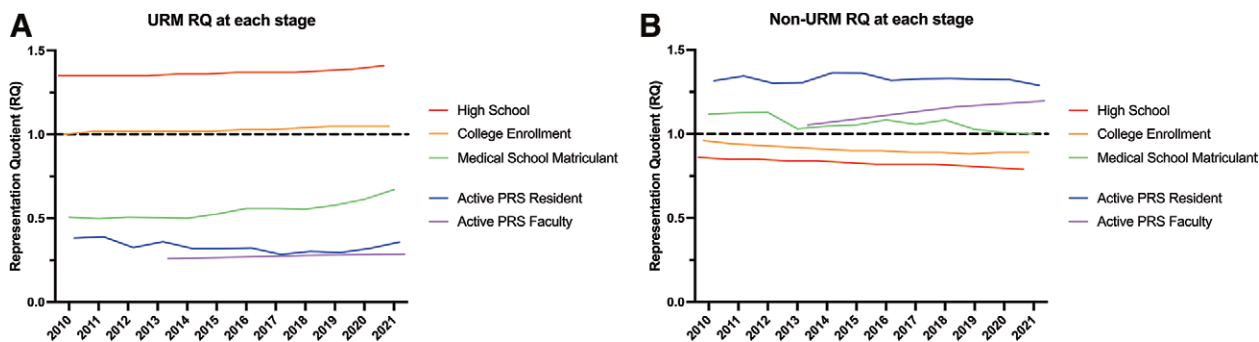 A
URM RQ at each stage
Representation Quotient (RQ)
1.5
1.0
0.5
0.0
2010
2011
2012
2013
2014
2015
2016
2017
2018
2019
2020
2021
High School
College Enrollment
Medical School Matriculant
Active PRS Resident
Active PRS Faculty
B
Non-URM RQ at each stage
Representation Quotient (RQ)
1.5
1.0
0.5
0.0
2010
2011
2012
2013
2014
2015
2016
2017
2018
2019
2020
2021
High School
College Enrollment
Medical School Matriculant
Active PRS Resident
Active PRS Faculty